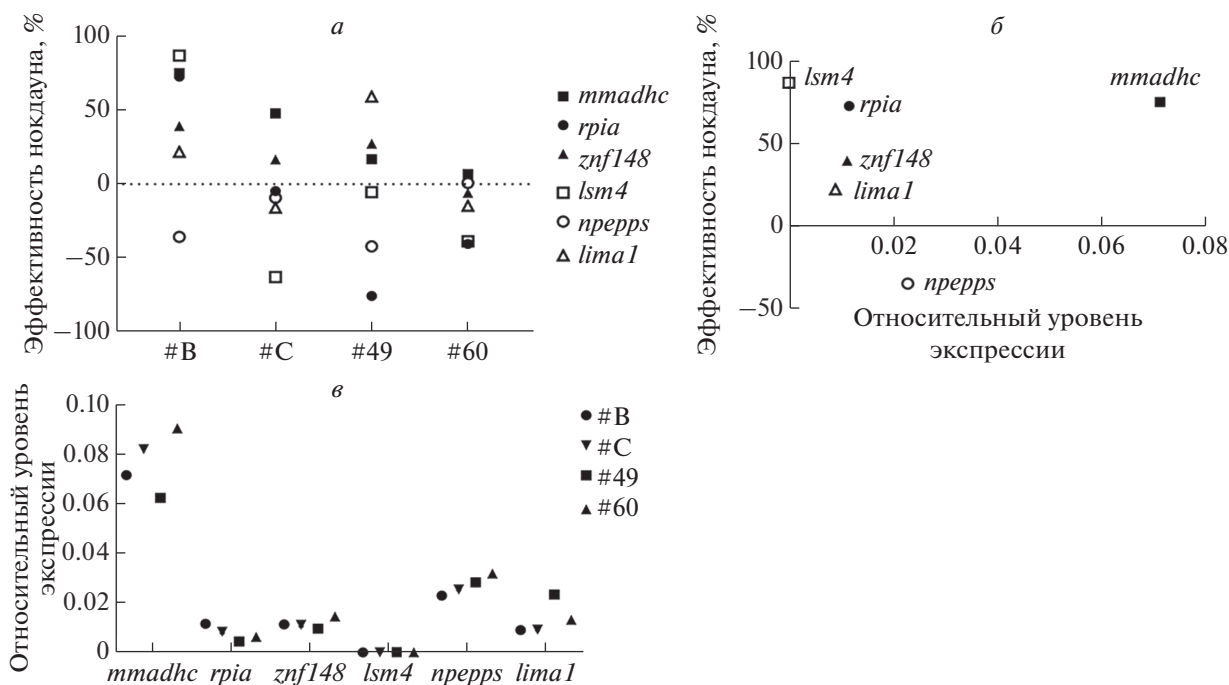 а
Эффективность нокдауна, %
100
50
0
−50
−100
#B
#C
#49
#60
mmadhc
rpia
znf148
lsm4
npepps
lima1
б
Эффективность нокдауна, %
100
50
0
−50
lsm4
mmadhc
rpia
znf148
lima1
npepps
0.02
0.04
0.06
0.08
Относительный уровень
экспрессии
в
Относительный уровень
экспрессии
0.10
0.08
0.06
0.04
0.02
0
mmadhc
rpia
znf148
lsm4
npepps
lima1
#B
#C
#49
#60